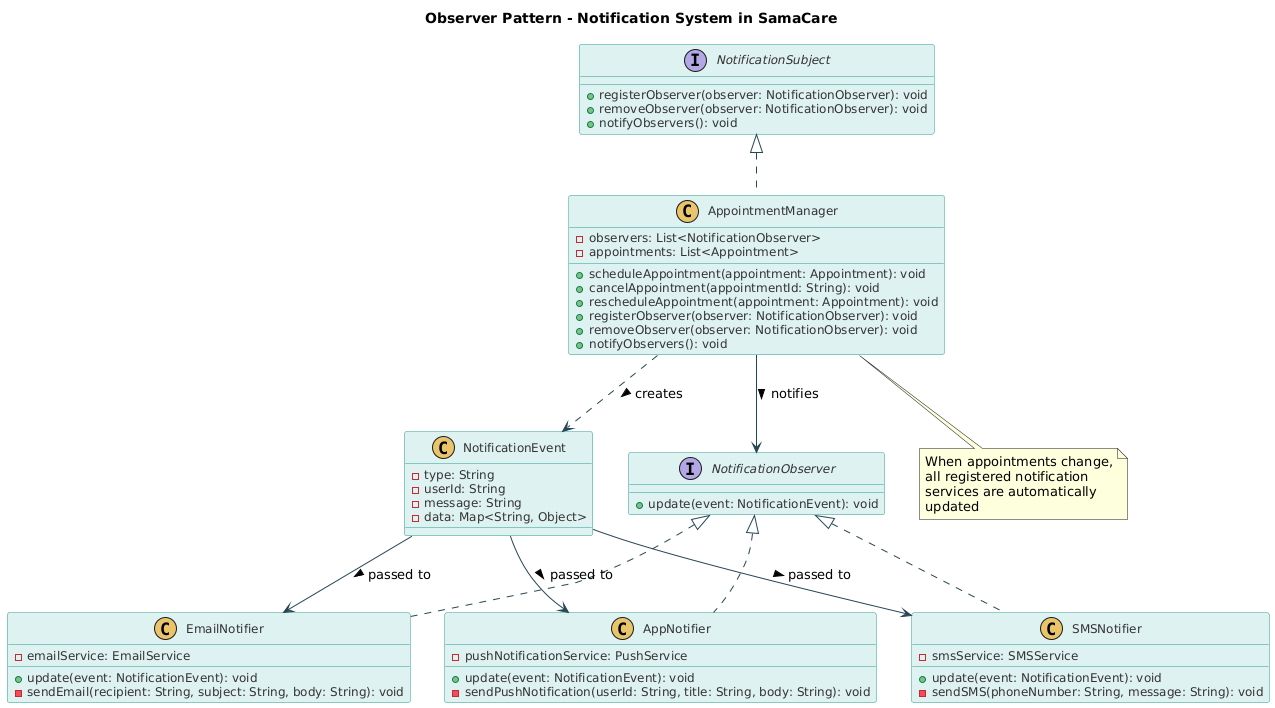 Observer Pattern - Notification System in SamaCare
I NotificationSubject
registerObserver(observer: NotificationObserver): void
removeObserver(observer: NotificationObserver): void
notifyObservers(): void
C AppointmentManager
observers: List<NotificationObserver>
appointments: List<Appointment>
scheduleAppointment(appointment: Appointment): void
cancelAppointment(appointmentId: String): void
rescheduleAppointment(appointment: Appointment): void
registerObserver(observer: NotificationObserver): void
removeObserver(observer: NotificationObserver): void
notifyObservers(): void
creates
notifies
C NotificationEvent
type: String
userId: String
message: String
data: Map<String, Object>
I NotificationObserver
update(event: NotificationEvent): void
When appointments change,
all registered notification
services are automatically
updated
passed to
passed to
passed to
C EmailNotifier
emailService: EmailService
update(event: NotificationEvent): void
sendEmail(recipient: String, subject: String, body: String): void
C AppNotifier
pushNotificationService: PushService
update(event: NotificationEvent): void
sendPushNotification(userId: String, title: String, body: String): void
C SMSNotifier
smsService: SMSService
update(event: NotificationEvent): void
sendSMS(phoneNumber: String, message: String): void